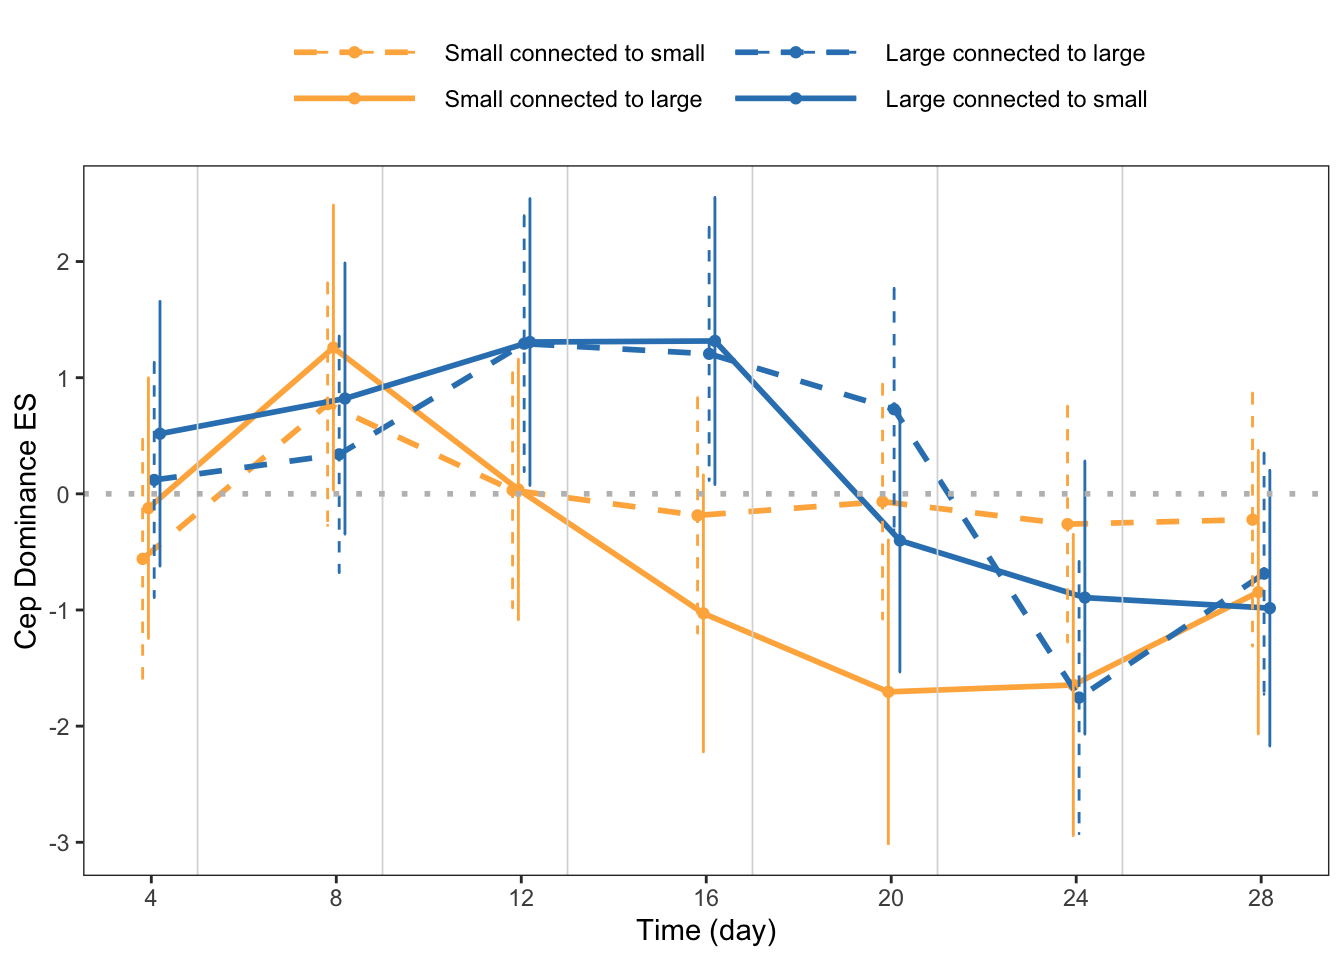 Small connected to small
Large connected to large
Small connected to large
Large connected to small
Cep Dominance ES
2
1
0
-1
-2
-3
4 8 12 16 20 24 28
Time (day)